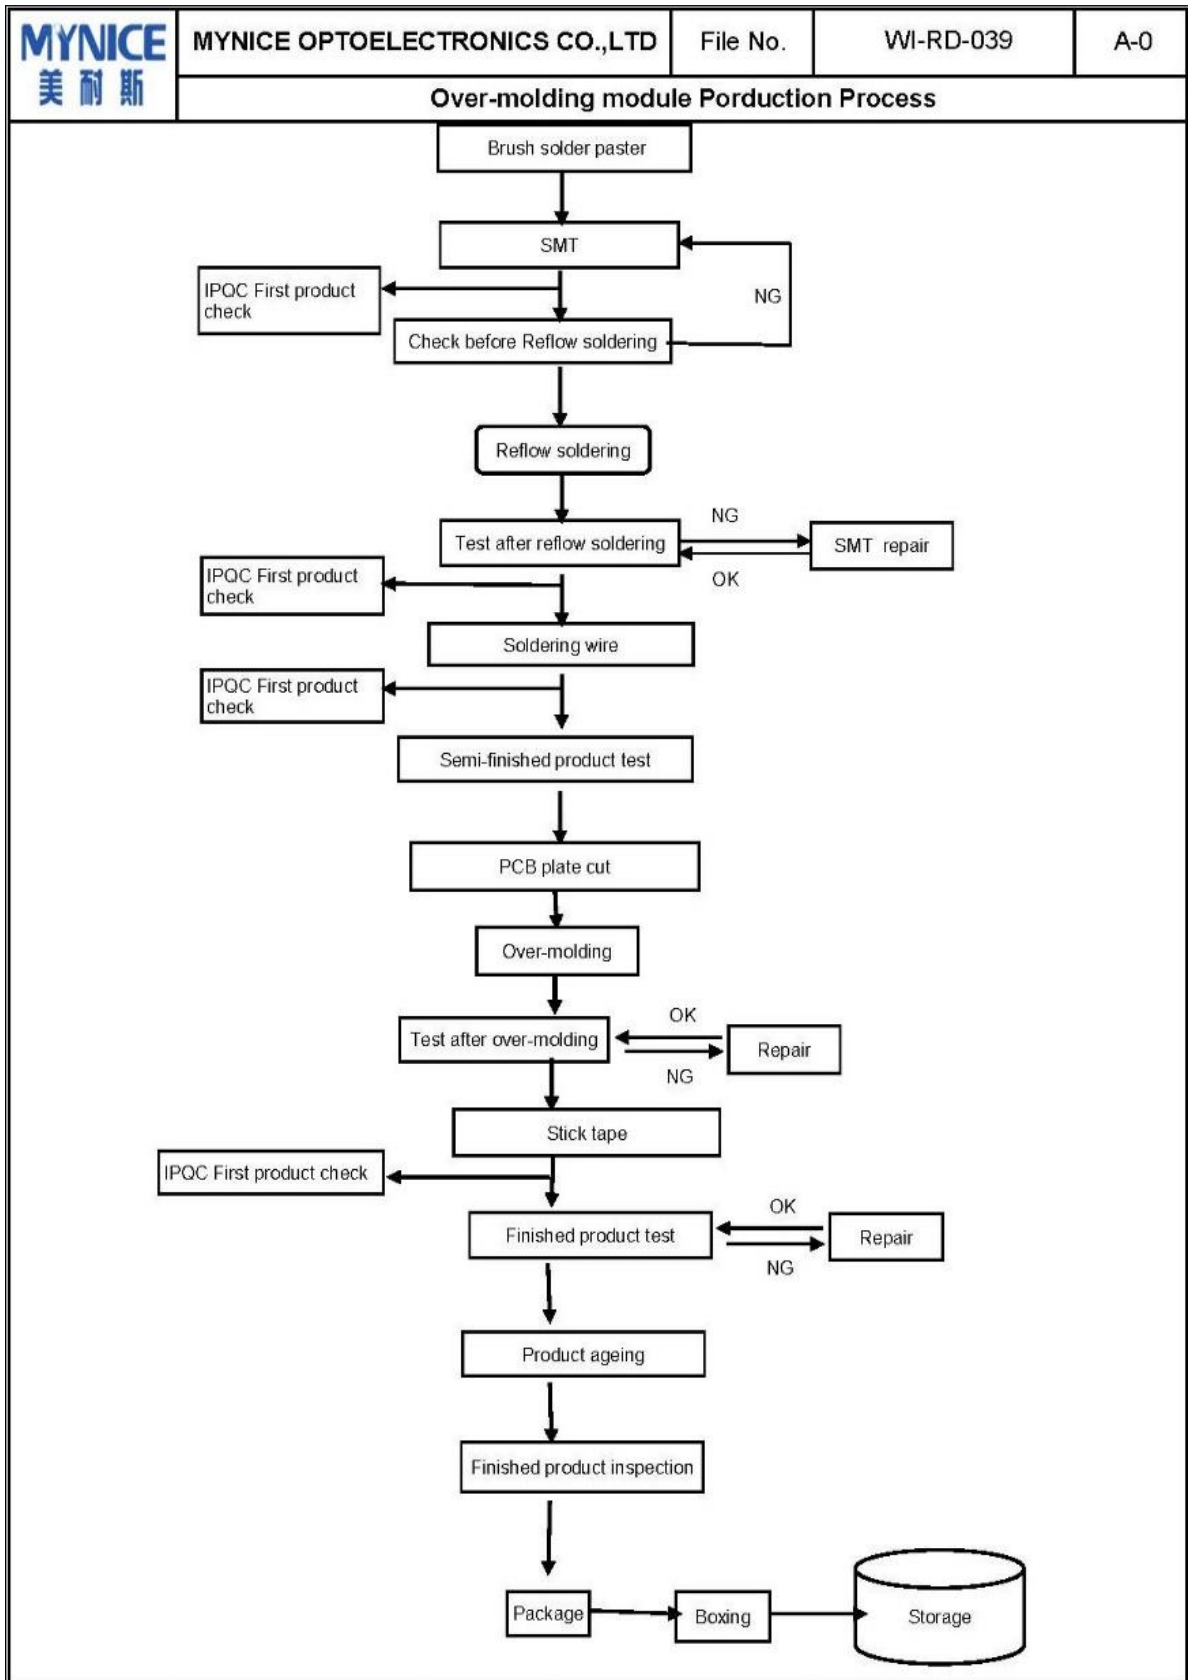 MYNICE
美耐斯
MYNICE OPTOELECTRONICS CO.,LTD
File No.
WI-RD-039
A-0
Over-molding module Porduction Process
Brush solder paster
SMT
NG
IPQC First product
check
Check before Reflow soldering
Reflow soldering
NG
Test after reflow soldering
SMT repair
OK
IPQC First product
check
Soldering wire
IPQC First product
check
Semi-finished product test
PCB plate cut
Over-molding
OK
Test after over-molding
Repair
NG
Stick tape
IPQC First product check
OK
Finished product test
Repair
NG
Product ageing
Finished product inspection
Package
Boxing
Storage